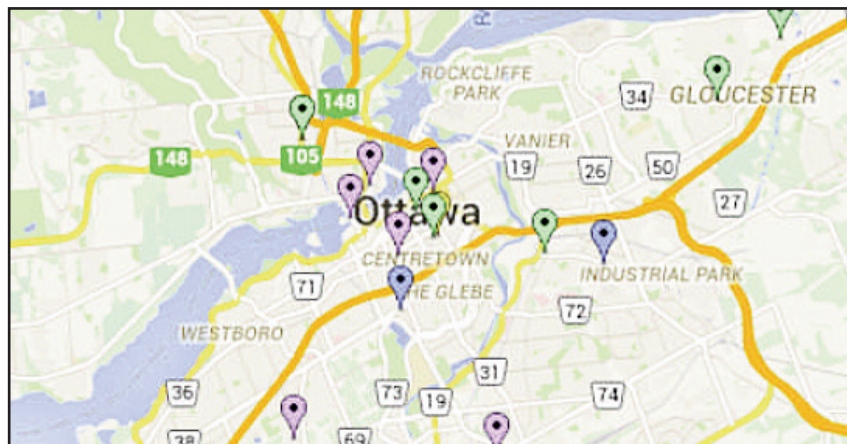 ROCKCLIFFE
PARK
148
34
GLOUCESTER
VANIER
148
105
19
26
50
27
Ottawa
CENTRETOWN
INDUSTRIAL PARK
71
HE GLEBE
72
WESTBORO
31
36
73
19
74
38
69